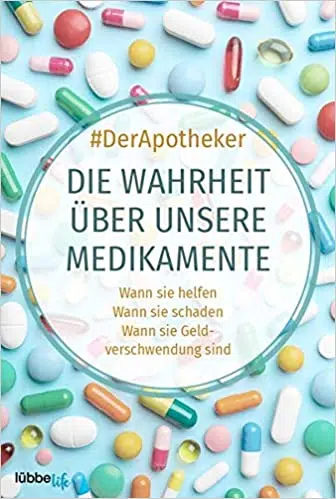 #DerApotheker
DIE WAHRHEIT
ÜBER UNSERE
MEDIKAMENTE
Wann sie helfen
Wann sie schaden
Wann sie Geld-
verschwendung sind
lübbe life